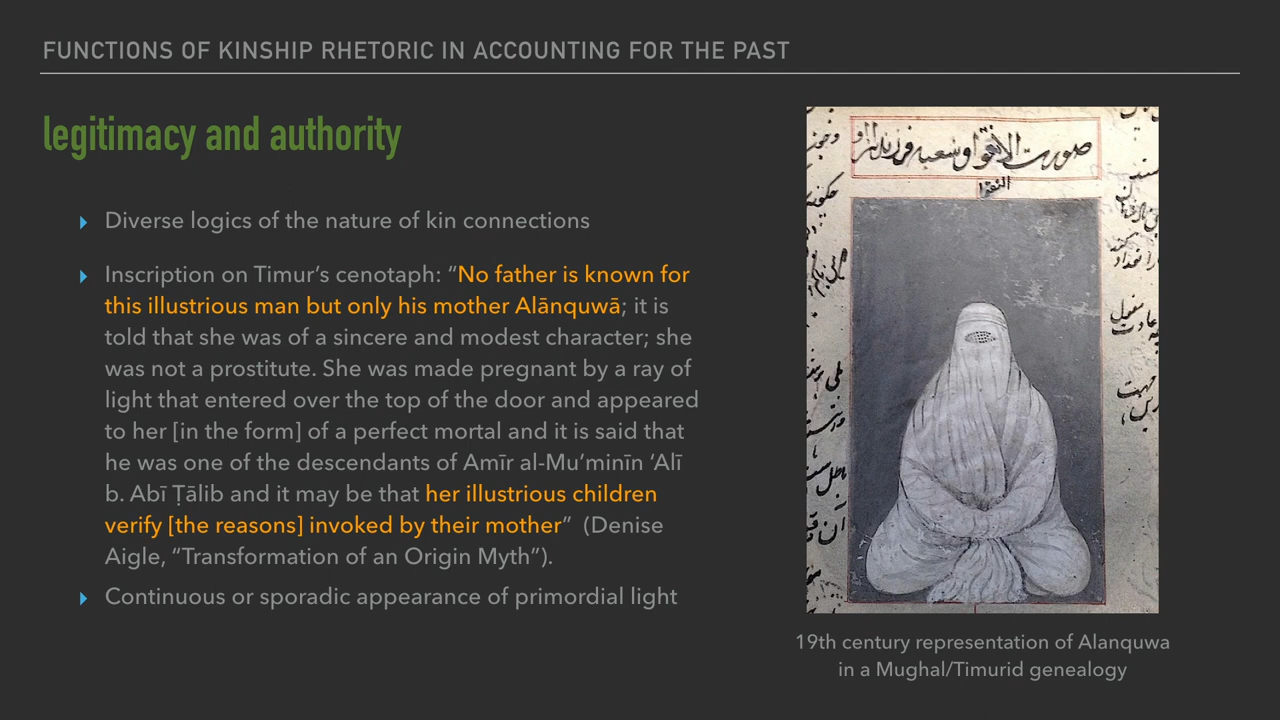 FUNCTIONS OF KINSHIP RHETORIC IN ACCOUNTING FOR THE PAST
legitimacy and authority
Diverse logics of the nature of kin connections
Inscription on Timur’s cenotaph: “No father is known for
this illustrious man but only his mother Alānquwā; it is
told that she was of a sincere and modest character; she
was not a prostitute. She was made pregnant by a ray of
light that entered over the top of the door and appeared
to her [in the form] of a perfect mortal and it is said that
he was one of the descendants of Amīr al-Mu’minīn ‘Alī
b. Abī Ṭālib and it may be that her illustrious children
verify [the reasons] invoked by their mother” (Denise
Aigle, “Transformation of an Origin Myth”).
Continuous or sporadic appearance of primordial light
صورت الانقوا و شعبه
النقوا
19th century representation of Alanquwa
in a Mughal/Timurid genealogy